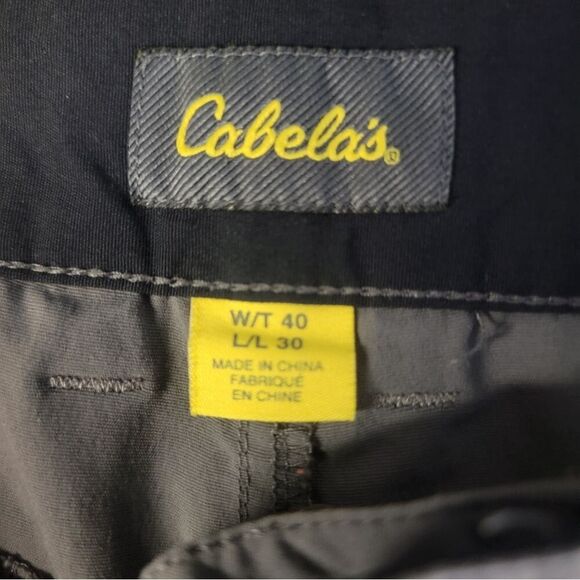 Cabela's®
W/T 40
L/L 30
MADE IN CHINA
FABRIQUÉ
EN CHINE